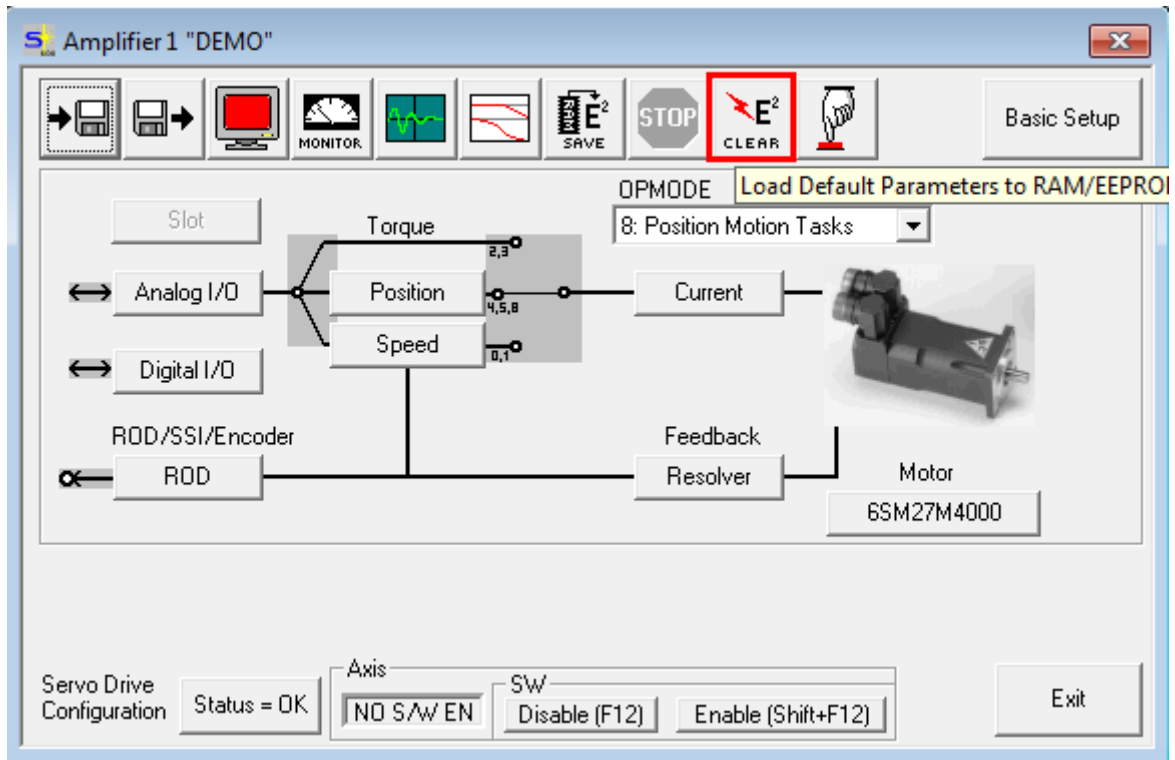 Amplifier 1 "DEMO"
MONITOR
RAM E² SAVE
STOP
E² CLEAR
Basic Setup
Load Default Parameters to RAM/EEPRO
OPMODE
8: Position Motion Tasks
Slot
Torque
2,3
Analog I/O
Position
4,5,8
Current
Speed
0,1
Digital I/O
ROD/SSI/Encoder
Feedback
ROD
Resolver
Motor
6SM27M4000
Servo Drive
Configuration
Status = OK
Axis
NO S/W EN
SW
Disable (F12)
Enable (Shift+F12)
Exit